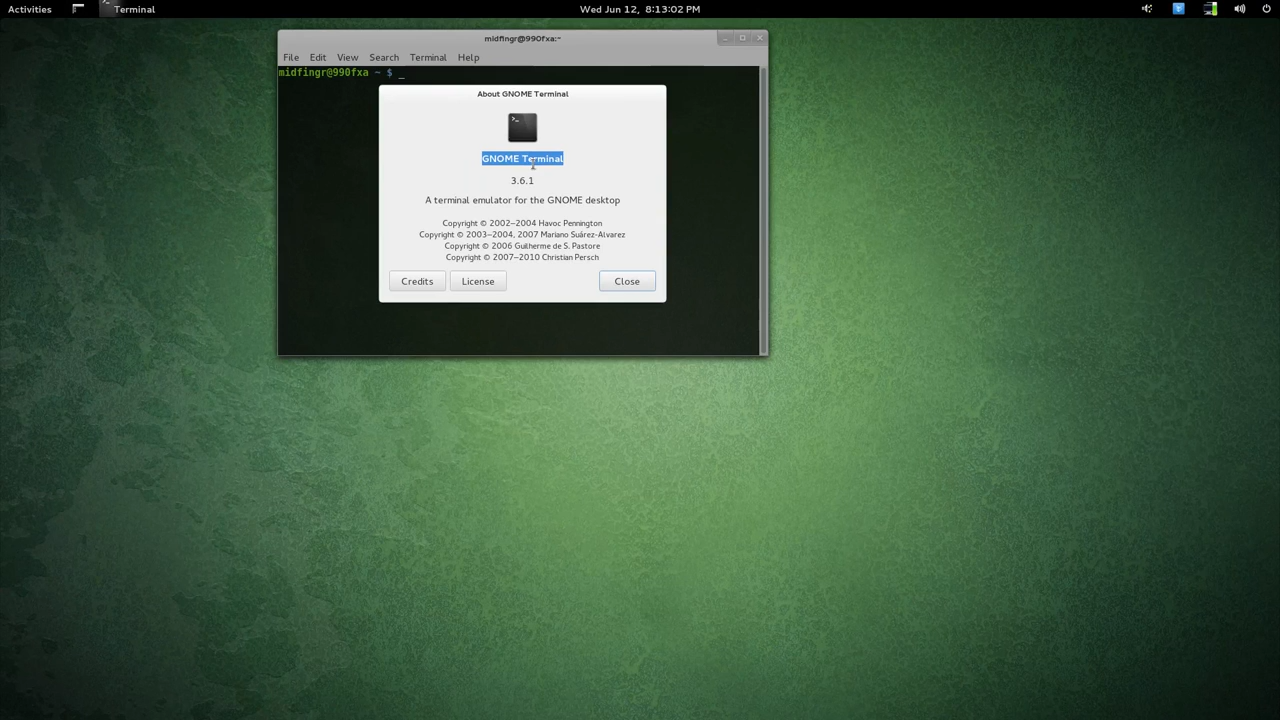 Activities Terminal Wed Jun 12, 8:13:02 PM
midfingr@990fxa:~
File Edit View Search Terminal Help
midfingr@990fxa ~ $ _
About GNOME Terminal
>_
GNOME Terminal
3.6.1
A terminal emulator for the GNOME desktop
Copyright © 2002–2004 Havoc Pennington
Copyright © 2003–2004, 2007 Mariano Suárez-Alvarez
Copyright © 2006 Guilherme de S. Pastore
Copyright © 2007–2010 Christian Persch
Credits License Close